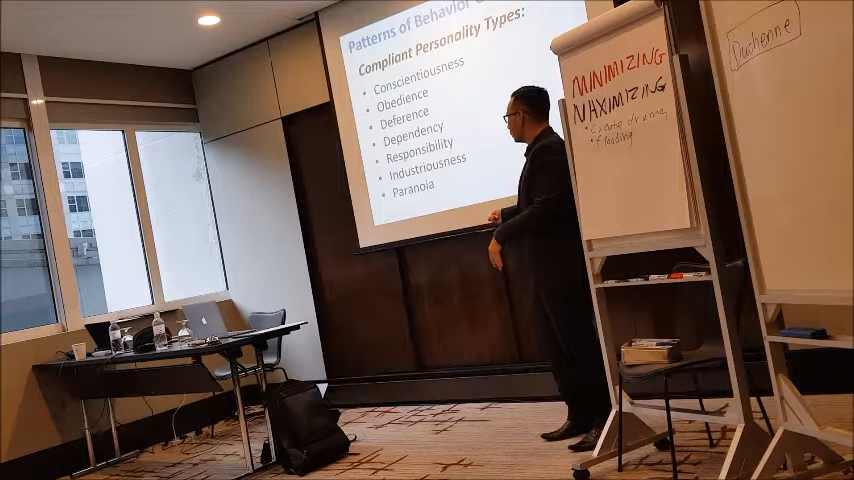 Patterns of Behavior
Compliant Personality Types:
• Conscientiousness
• Obedience
• Deference
• Dependency
• Responsibility
• Industriousness
• Paranoia
MINIMIZING
MAXIMIZING
• Create drama
• flooding
Duchenne